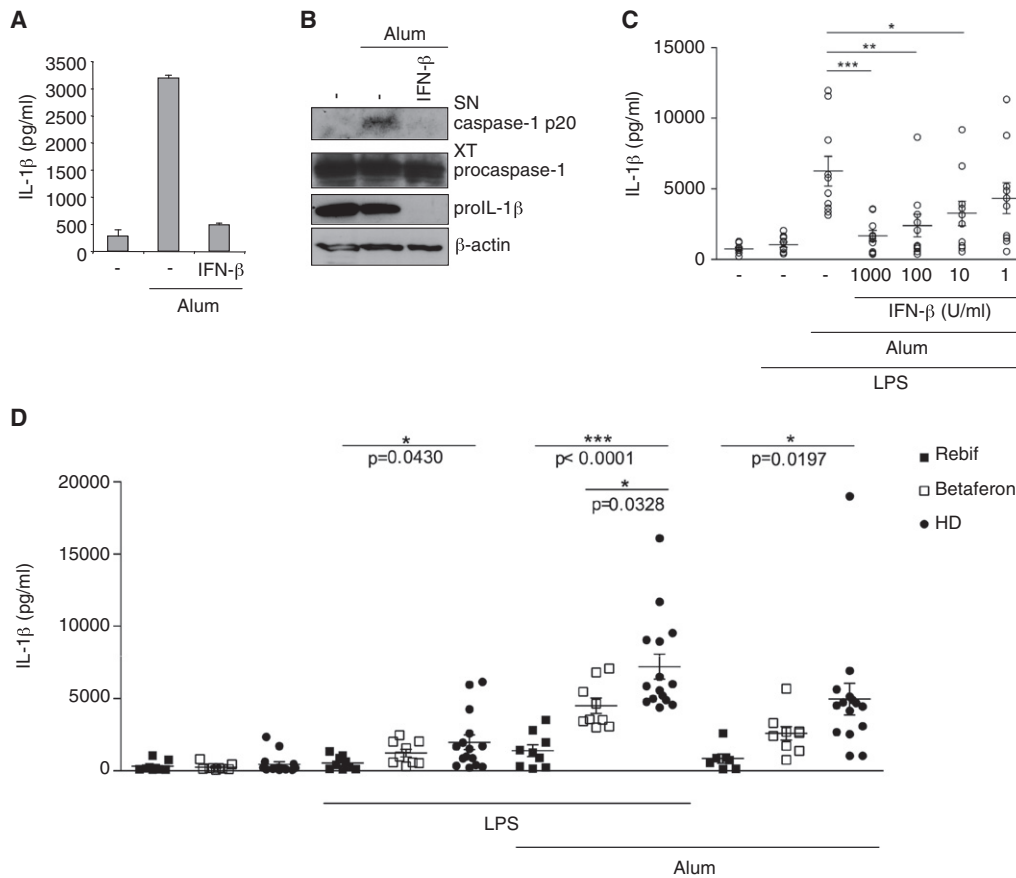 A
IL-1β (pg/ml)
3500
3000
2500
2000
1500
1000
500
0
- - IFN-β
Alum
B
Alum
- - IFN-β
SN
caspase-1 p20
XT
procaspase-1
proIL-1β
β-actin
C
IL-1β (pg/ml)
15000
10000
5000
0
*
**
***
- - - 1000 100 10 1
IFN-β (U/ml)
Alum
LPS
D
IL-1β (pg/ml)
20000
15000
10000
5000
0
*
p=0.0430
***
p< 0.0001
*
p=0.0328
*
p=0.0197
Rebif
Betaferon
HD
LPS
Alum